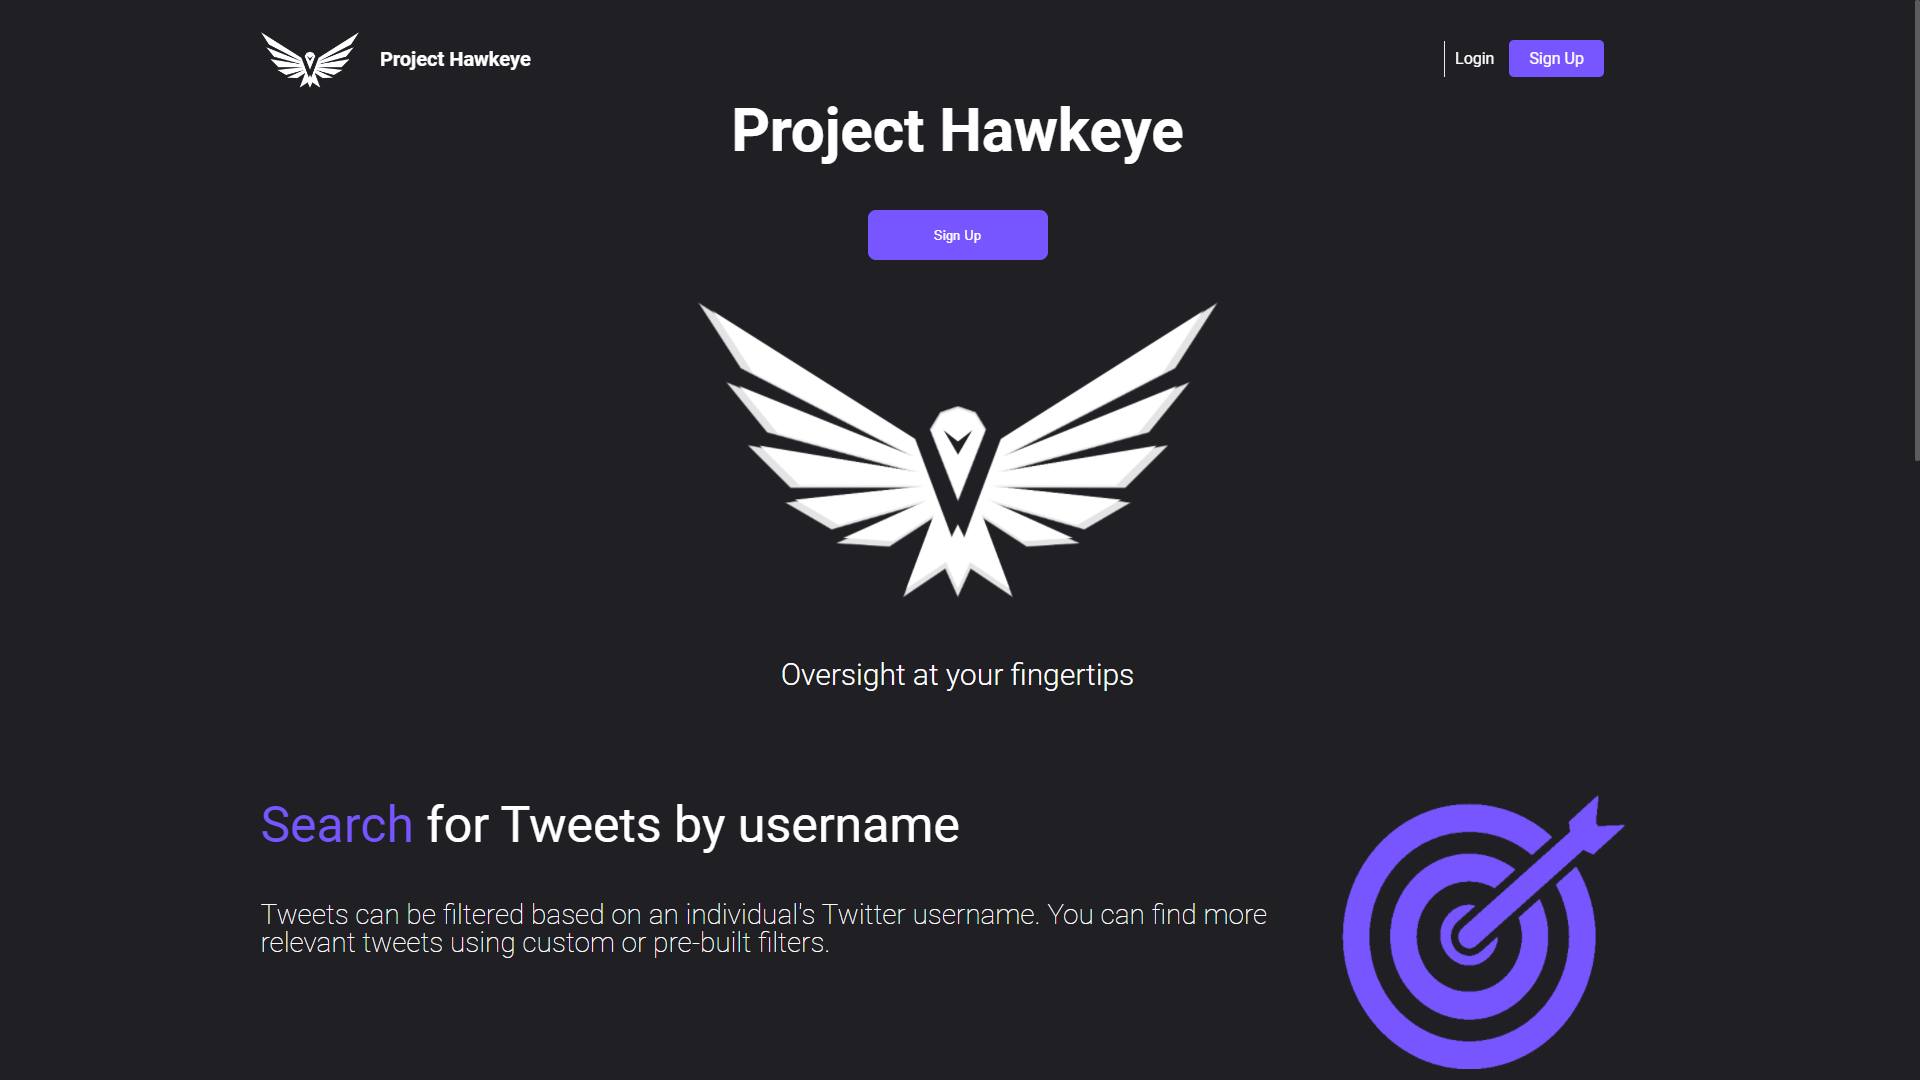 Project Hawkeye
Login
Sign Up
Project Hawkeye
Sign Up
Oversight at your fingertips
Search for Tweets by username
Tweets can be filtered based on an individual's Twitter username. You can find more
relevant tweets using custom or pre-built filters.